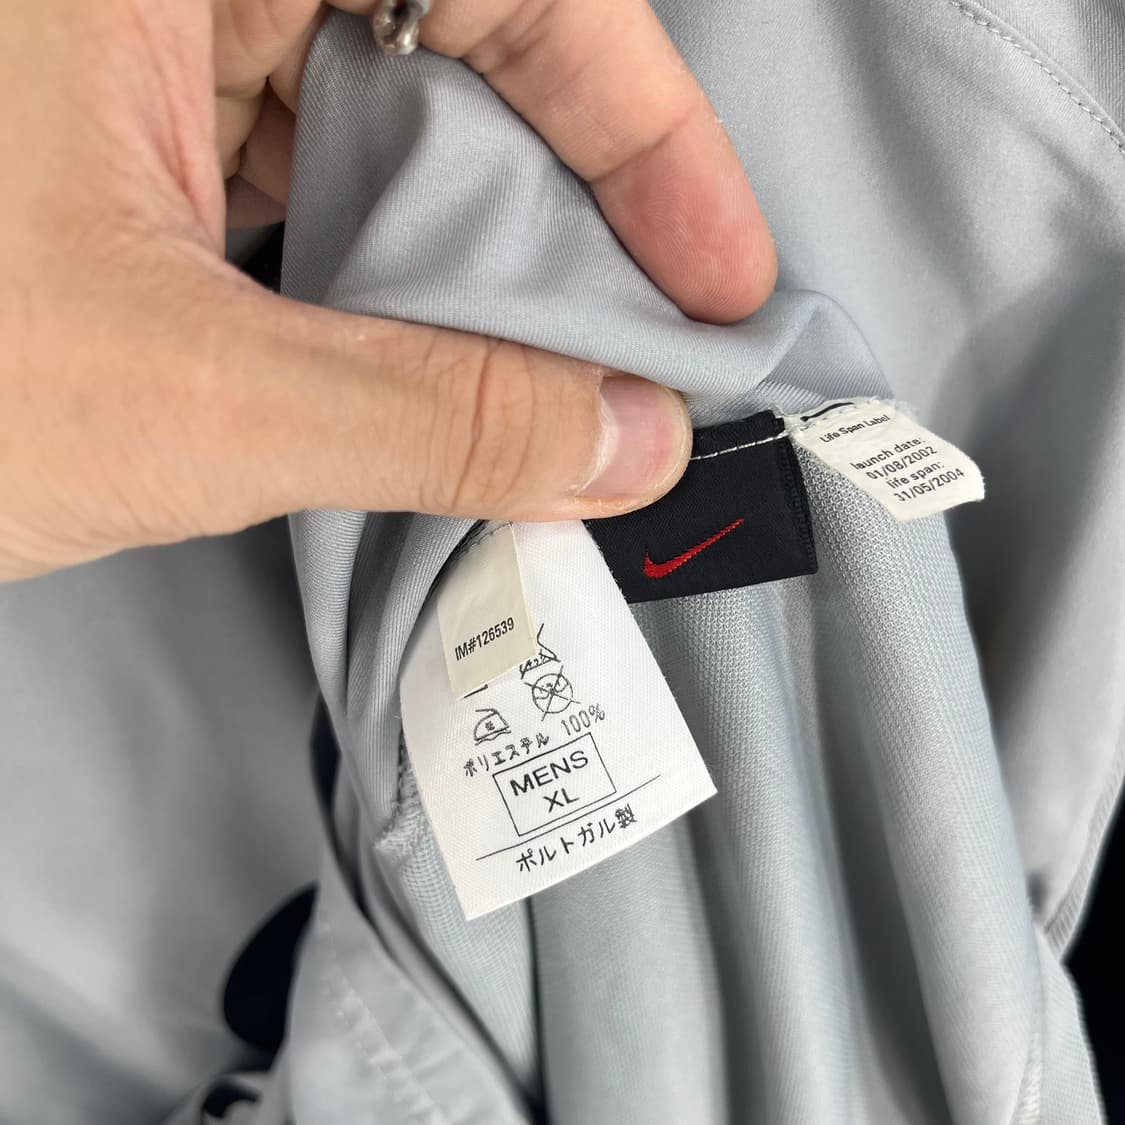 Life Span Label
launch date:
01/08/2002
life span:
31/05/2004
IM#126539
ポリエステル 100%
MENS
XL
ポルトガル製